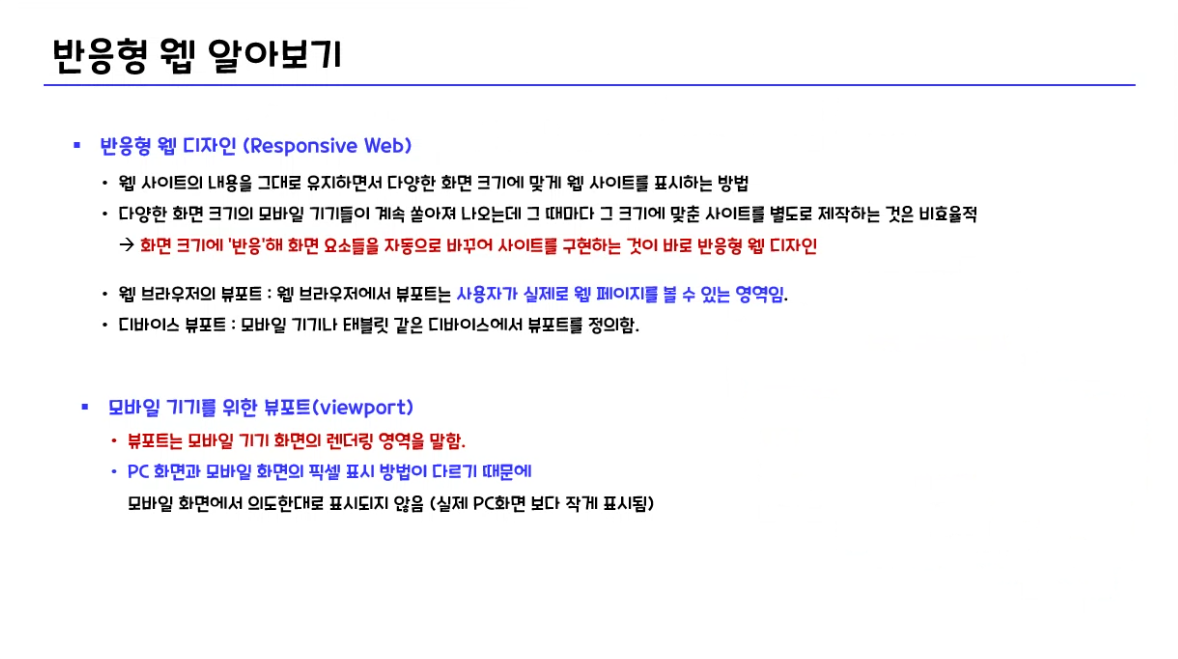 반응형 웹 알아보기
▪ 반응형 웹 디자인 (Responsive Web)
• 웹 사이트의 내용을 그대로 유지하면서 다양한 화면 크기에 맞게 웹 사이트를 표시하는 방법
• 다양한 화면 크기의 모바일 기기들이 계속 쏟아져 나오는데 그 때마다 그 크기에 맞춘 사이트를 별도로 제작하는 것은 비효율적
→ 화면 크기에 '반응'해 화면 요소들을 자동으로 바꾸어 사이트를 구현하는 것이 바로 반응형 웹 디자인
• 웹 브라우저의 뷰포트 : 웹 브라우저에서 뷰포트는 사용자가 실제로 웹 페이지를 볼 수 있는 영역임.
• 디바이스 뷰포트 : 모바일 기기나 태블릿 같은 디바이스에서 뷰포트를 정의함.
▪ 모바일 기기를 위한 뷰포트(viewport)
• 뷰포트는 모바일 기기 화면의 렌더링 영역을 말함.
• PC 화면과 모바일 화면의 픽셀 표시 방법이 다르기 때문에
모바일 화면에서 의도한대로 표시되지 않음 (실제 PC화면 보다 작게 표시됨)